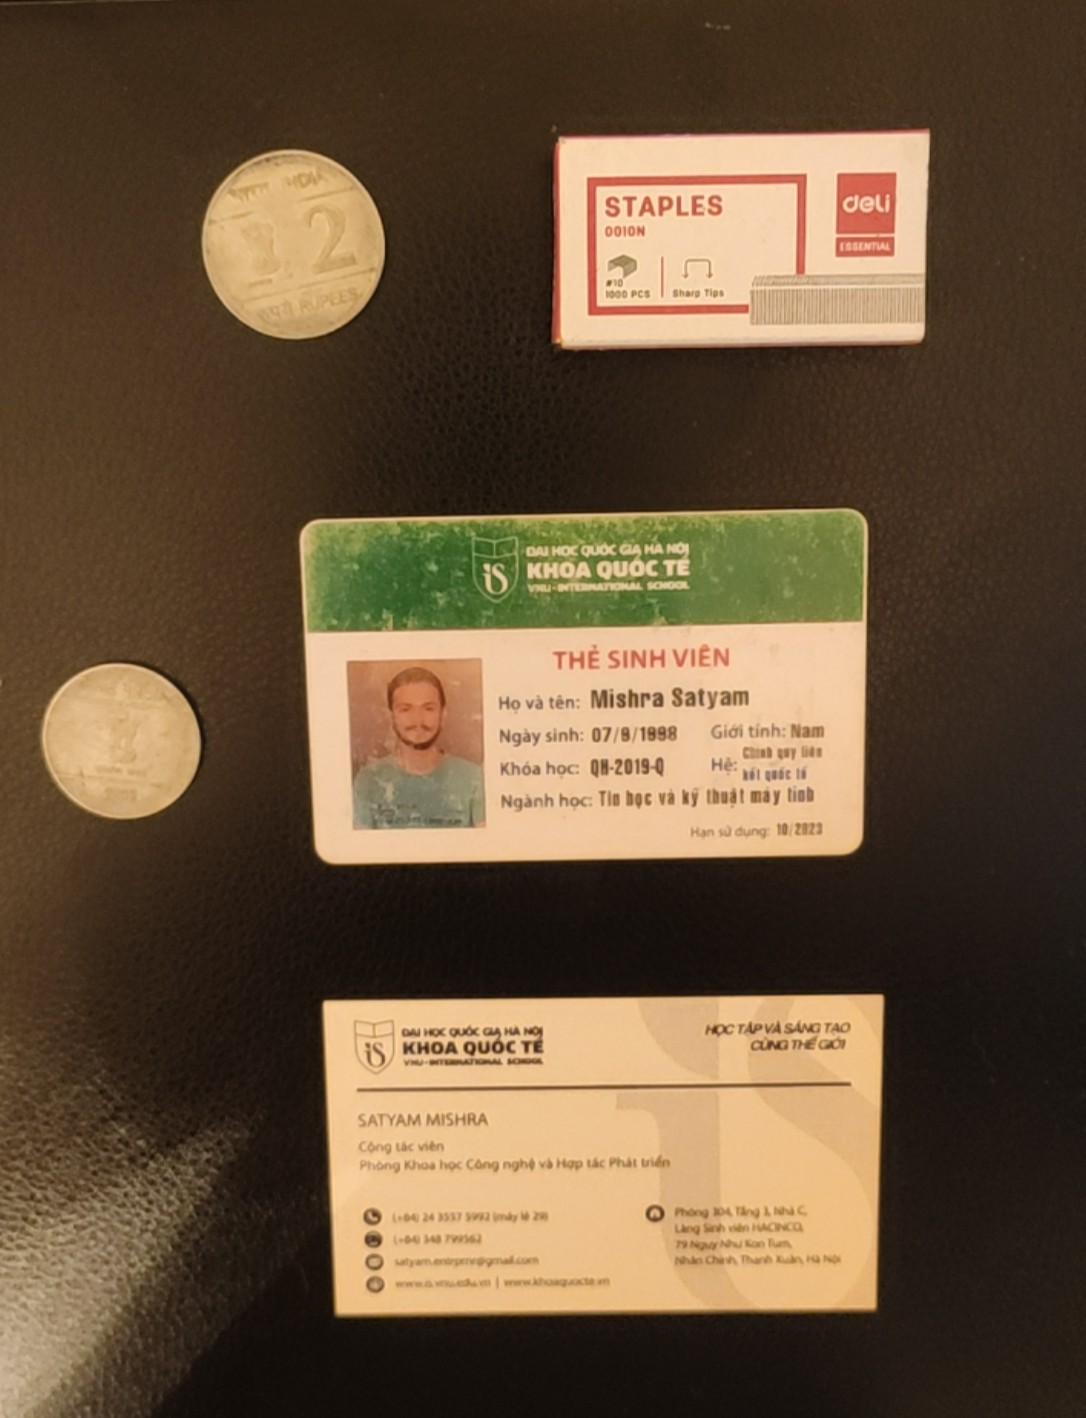 2
RUPEES
STAPLES
0010N
#10
1000 PCS
Sharp Tips
deli
ESSENTIAL
iS
ĐẠI HỌC QUỐC GIA HÀ NỘI
KHOA QUỐC TẾ
VNU-INTERNATIONAL SCHOOL
THẺ SINH VIÊN
Họ và tên: Mishra Satyam
Ngày sinh: 07/9/1998 Giới tính: Nam
Khóa học: QH-2019-Q Hệ: Chính quy liên
kết quốc tế
Ngành học: Tin học và kỹ thuật máy tính
Hạn sử dụng: 10/2023
iS
ĐẠI HỌC QUỐC GIA HÀ NỘI
KHOA QUỐC TẾ
VNU-INTERNATIONAL SCHOOL
HỌC TẬP VÀ SÁNG TẠO
CÙNG THẾ GIỚI
SATYAM MISHRA
Cộng tác viên
Phòng Khoa học Công nghệ và Hợp tác Phát triển
(+84) 24 3557 5992 (máy lẻ 29)
(+84) 348 799562
satyam.entrprnr@gmail.com
www.is.vnu.edu.vn | www.khoaquocte.vn
Phòng 304, Tầng 3, Nhà C,
Làng Sinh viên HACINCO,
79 Ngụy Như Kon Tum,
Nhân Chính, Thanh Xuân, Hà Nội